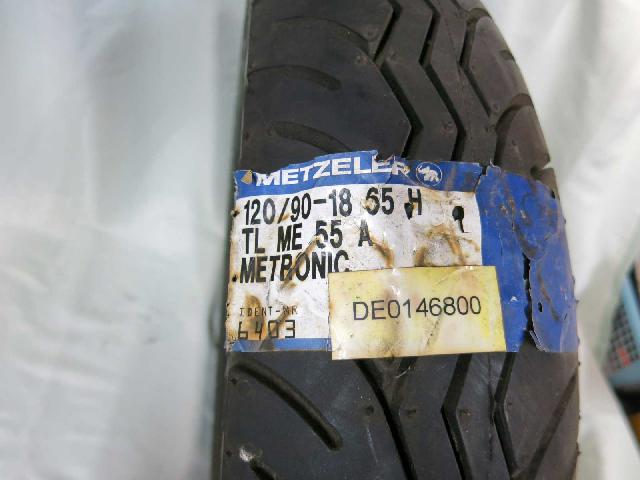 METZELER
120/90-18 65 H
TL ME 55 A
METRONIC
IDENT-NR
6403
DE0146800